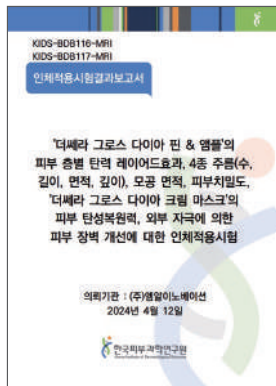 KIDS-BDB116-MRI
KIDS-BDB117-MRI
인체적용시험결과보고서
'더쎄라 그로스 다이아 핀 & 앰플'의
피부 층별 탄력 레이어드효과, 4종 주름(수,
길이, 면적, 깊이), 모공 면적, 피부치밀도,
'더쎄라 그로스 다이아 크림 마스크'의
피부 탄성복원력, 외부 자극에 의한
피부 장벽 개선에 대한 인체적용시험
의뢰기관 : (주)엠알이노베이션
2024년 4월 12일
한국피부과학연구원